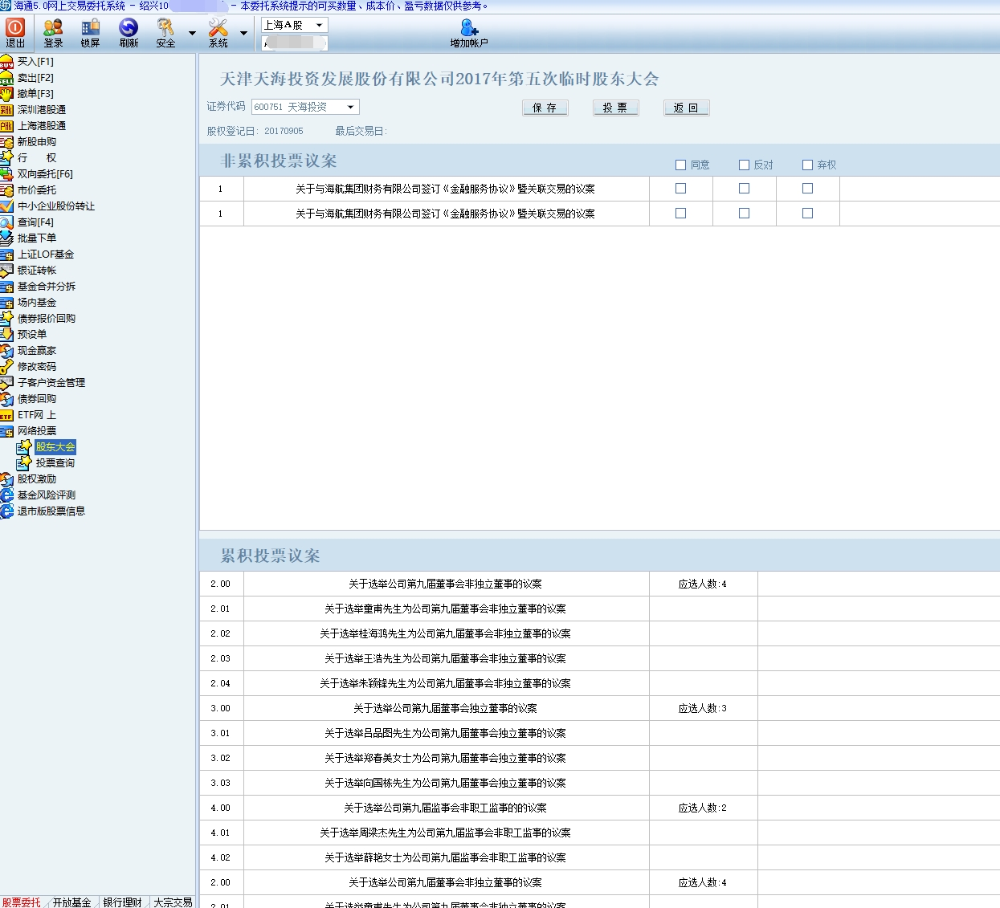 海通5.0网上交易委托系统 - 绍兴10 - 本委托系统提示的可买数量、成本价、盈亏数据仅供参考。
退出 登录 锁屏 刷新 安全 系统 上海A股 增加帐户
买入[F1]
卖出[F2]
撤单[F3]
深圳港股通
上海港股通
新股申购
行 权
双向委托[F6]
市价委托
中小企业股份转让
查询[F4]
批量下单
上证LOF基金
银证转帐
基金合并分拆
场内基金
债券报价回购
预设单
现金赢家
修改密码
子客户资金管理
债券回购
ETF网 上
网络投票
股东大会
投票查询
股权激励
基金风险评测
退市版股票信息
股票委托 开放基金 银行理财 大宗交易
天津天海投资发展股份有限公司2017年第五次临时股东大会
证券代码 600751 天海投资 保 存 投 票 返 回
股权登记日: 20170905 最后交易日:
非累积投票议案 同意 反对 弃权
1 关于与海航集团财务有限公司签订《金融服务协议》暨关联交易的议案
1 关于与海航集团财务有限公司签订《金融服务协议》暨关联交易的议案
累积投票议案
2.00 关于选举公司第九届董事会非独立董事的议案 应选人数:4
2.01 关于选举童甫先生为公司第九届董事会非独立董事的议案
2.02 关于选举桂海鸿先生为公司第九届董事会非独立董事的议案
2.03 关于选举王浩先生为公司第九届董事会非独立董事的议案
2.04 关于选举朱颖锋先生为公司第九届董事会非独立董事的议案
3.00 关于选举公司第九届董事会独立董事的议案 应选人数:3
3.01 关于选举吕品图先生为公司第九届董事会独立董事的议案
3.02 关于选举郑春美女士为公司第九届董事会独立董事的议案
3.03 关于选举向国栋先生为公司第九届董事会独立董事的议案
4.00 关于选举公司第九届监事会非职工监事的的议案 应选人数:2
4.01 关于选举周梁杰先生为公司第九届监事会非职工监事的议案
4.02 关于选举薛艳女士为公司第九届监事会非职工监事的议案
2.00 关于选举公司第九届董事会非独立董事的议案 应选人数:4
2.01 关于选举童甫先生为公司第九届董事会非独立董事的议案